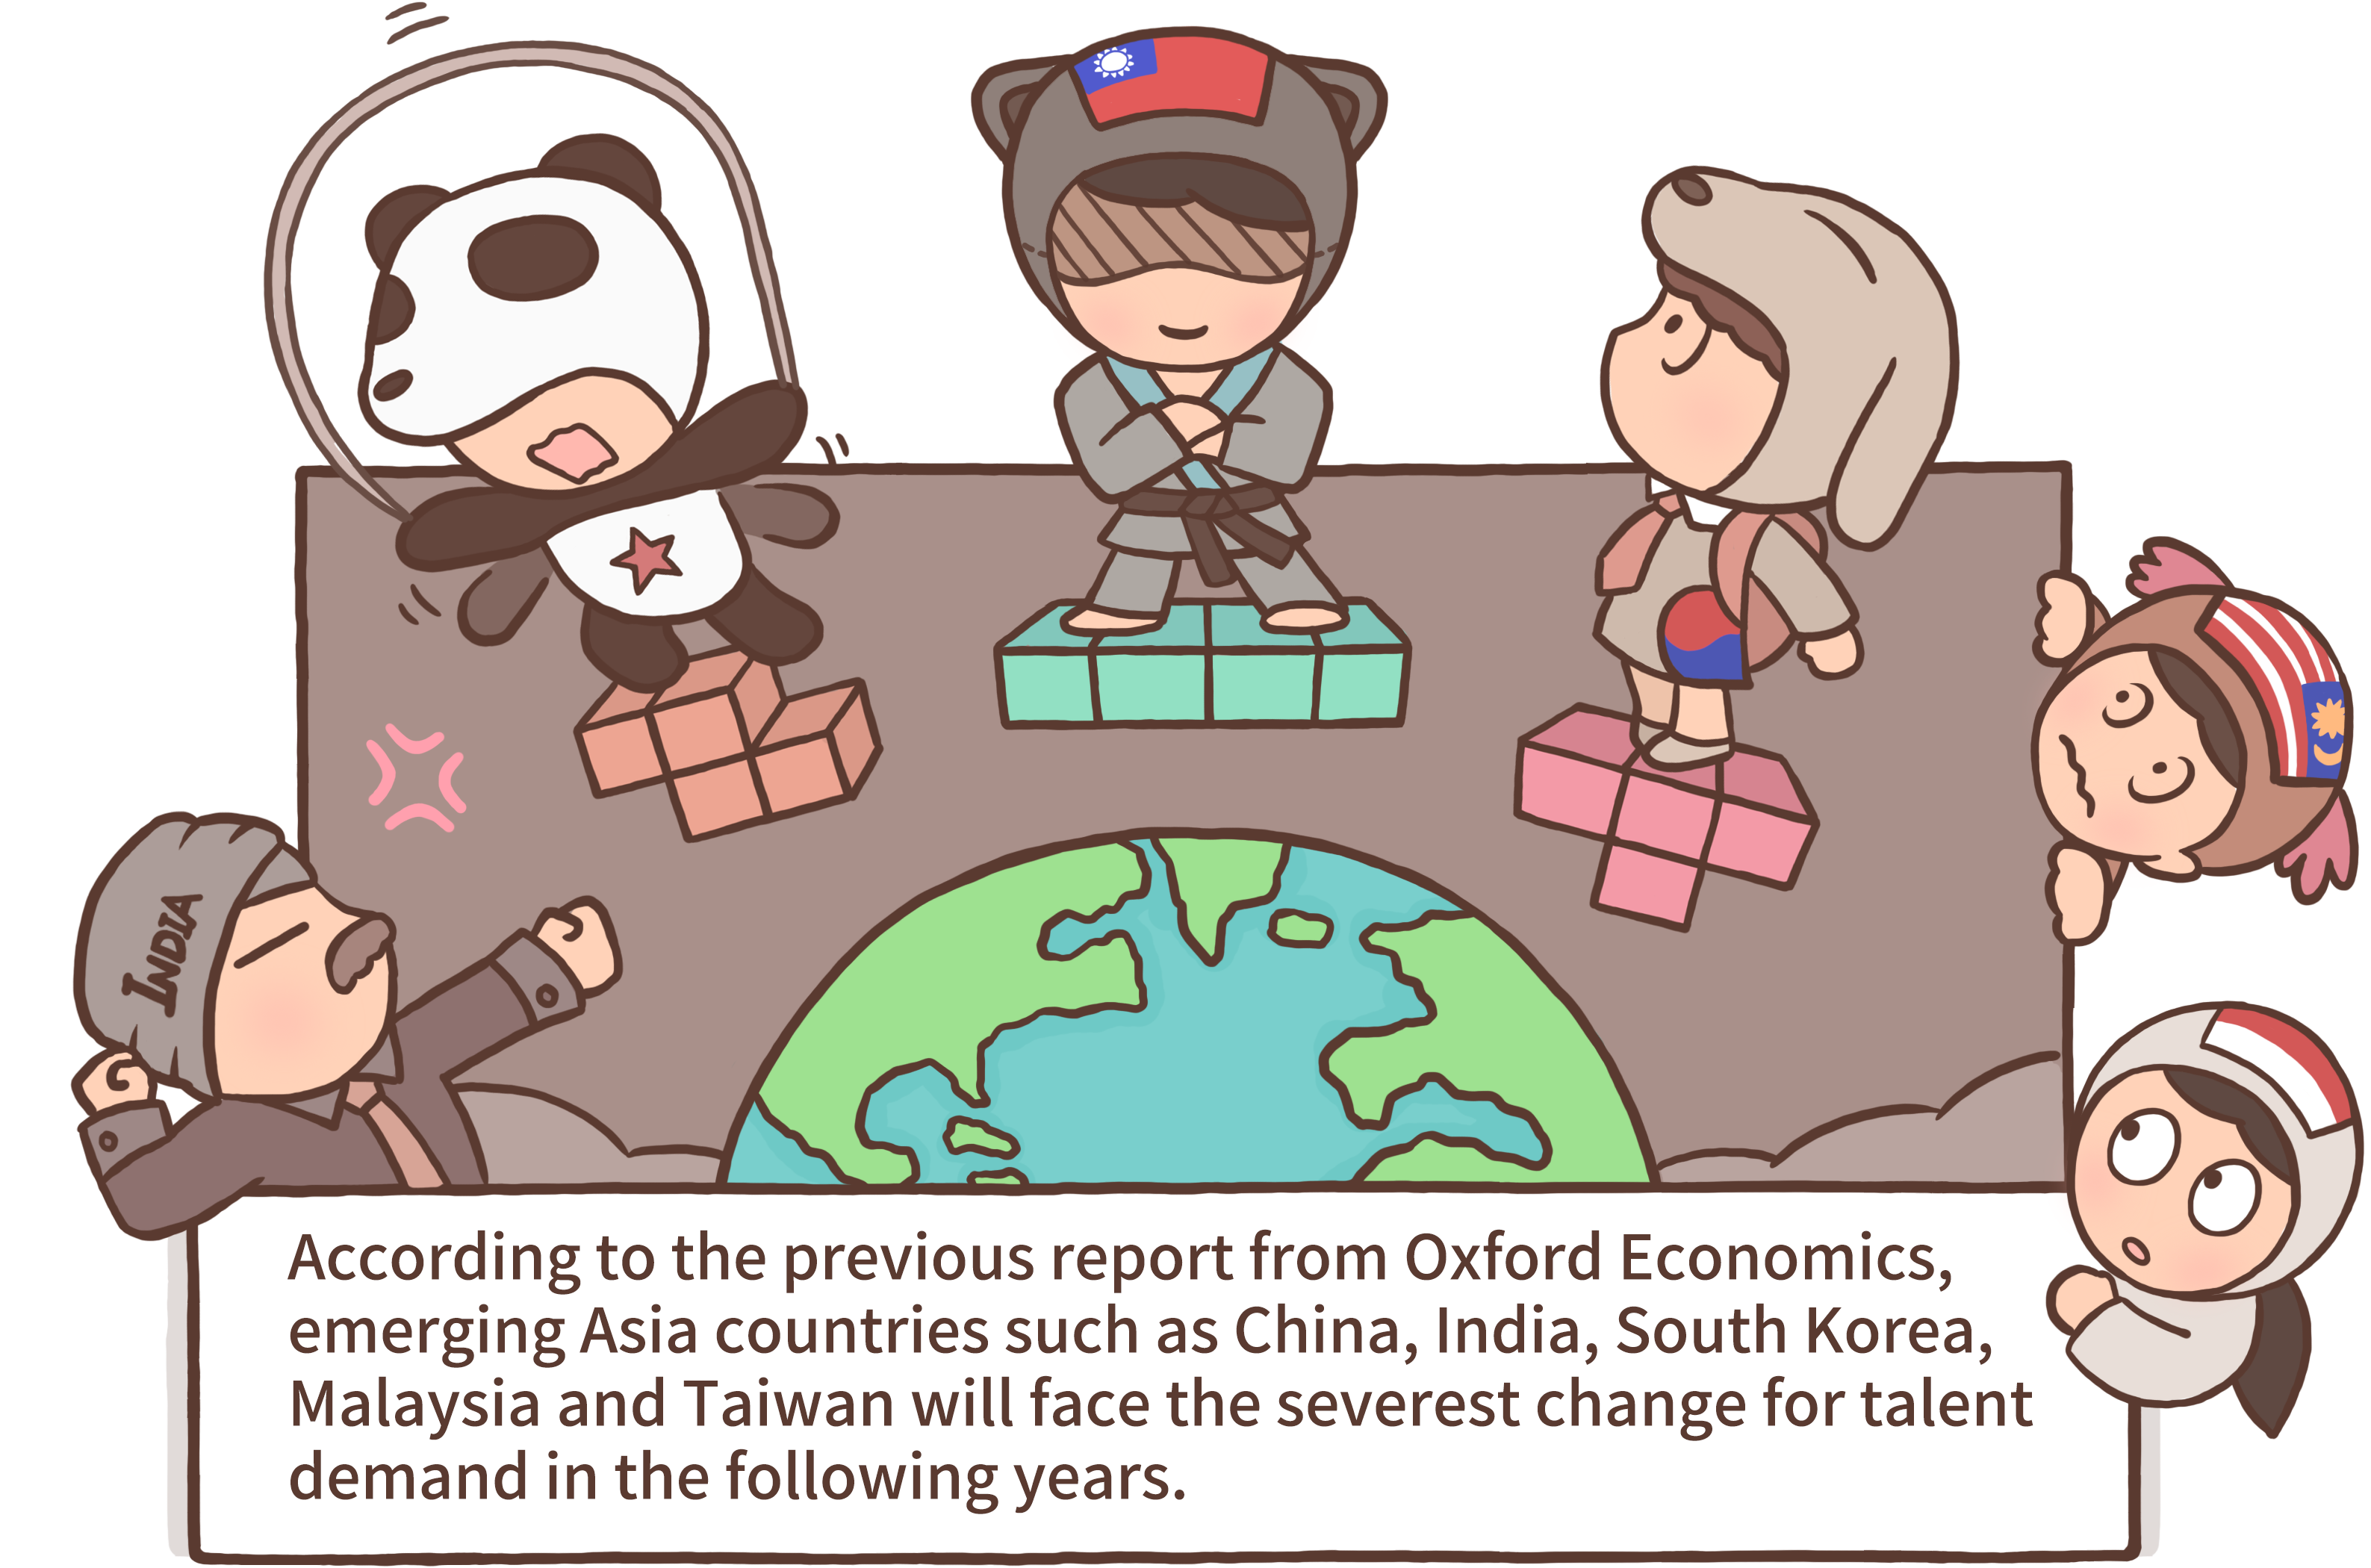 INDIA
According to the previous report from Oxford Economics,
emerging Asia countries such as China, India, South Korea,
Malaysia and Taiwan will face the severest change for talent
demand in the following years.